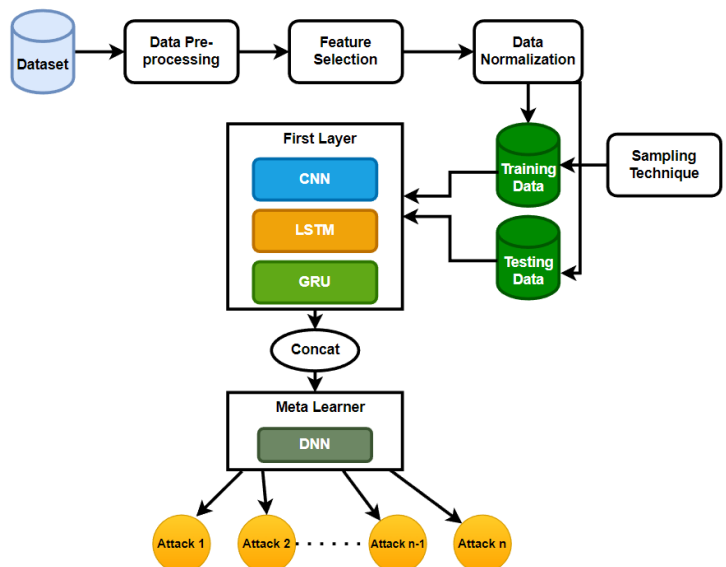 Dataset
Data Pre-
processing
Feature
Selection
Data
Normalization
First Layer
CNN
LSTM
GRU
Training
Data
Sampling
Technique
Testing
Data
Concat
Meta Learner
DNN
Attack 1
Attack 2
. . . . . .
Attack n-1
Attack n